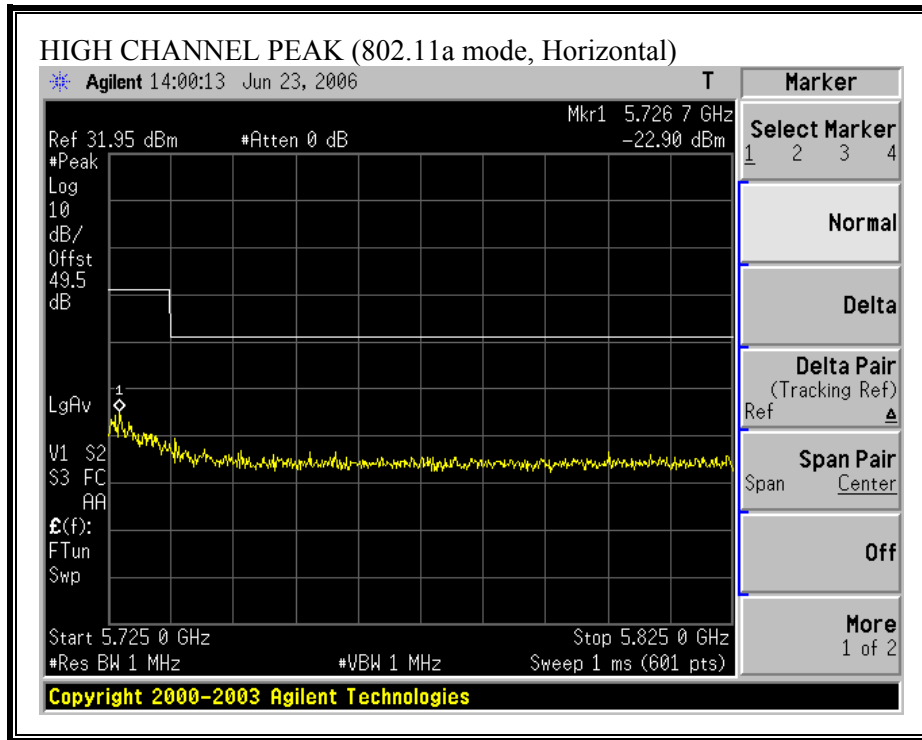 HIGH CHANNEL PEAK (802.11a mode, Horizontal)
Agilent 14:00:13 Jun 23, 2006 T
Mkr1 5.726 7 GHz
Ref 31.95 dBm #Atten 0 dB -22.90 dBm
#Peak
Log
10
dB/
Offst
49.5
dB
1
LgAv
V1 S2
S3 FC
AA
£(f):
FTun
Swp
Start 5.725 0 GHz Stop 5.825 0 GHz
#Res BW 1 MHz #VBW 1 MHz Sweep 1 ms (601 pts)
Copyright 2000-2003 Agilent Technologies
Marker
Select Marker
1 2 3 4
Normal
Delta
Delta Pair
(Tracking Ref)
Ref Δ
Span Pair
Span Center
Off
More
1 of 2